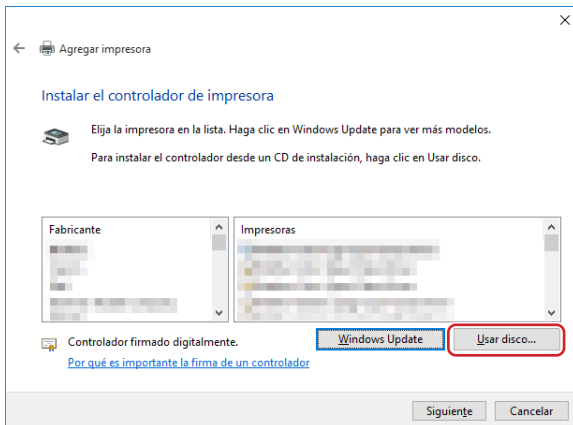 Agregar impresora
Instalar el controlador de impresora
Elija la impresora en la lista. Haga clic en Windows Update para ver más modelos.
Para instalar el controlador desde un CD de instalación, haga clic en Usar disco.
Fabricante
Impresoras
Controlador firmado digitalmente.
Windows Update
Usar disco...
Por qué es importante la firma de un controlador
Siguiente
Cancelar